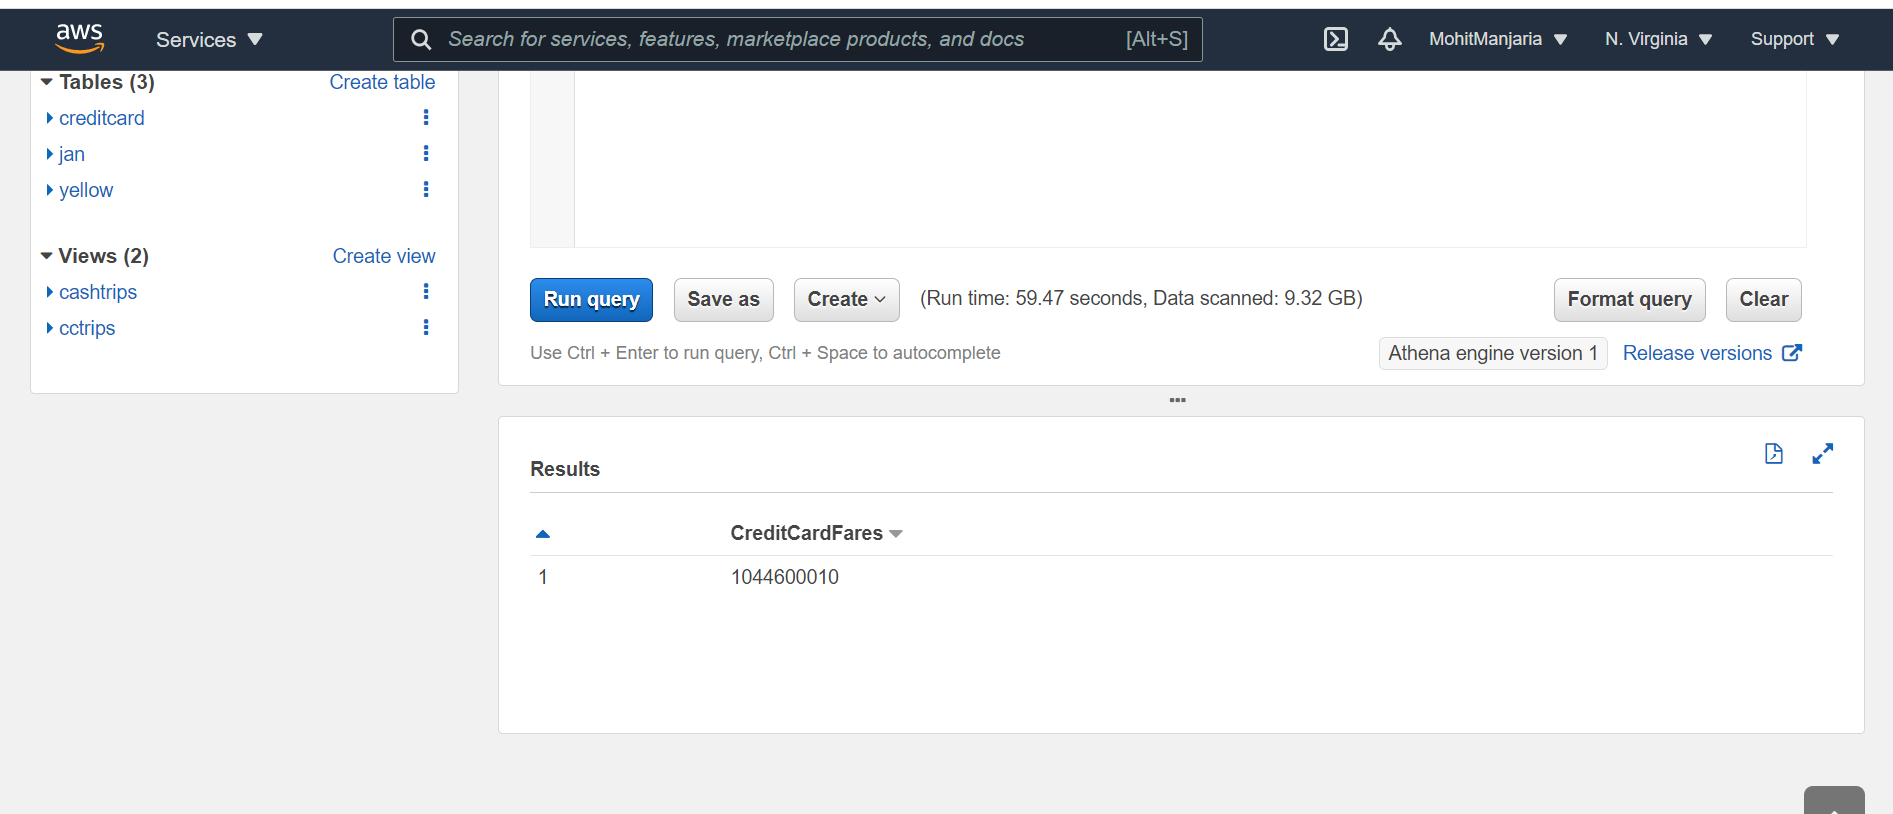 aws
Services
Search for services, features, marketplace products, and docs [Alt+S]
MohitManjaria
N. Virginia
Support
Tables (3) Create table
creditcard
jan
yellow
Views (2) Create view
cashtrips
cctrips
Run query Save as Create (Run time: 59.47 seconds, Data scanned: 9.32 GB) Format query Clear
Use Ctrl + Enter to run query, Ctrl + Space to autocomplete Athena engine version 1 Release versions
Results
CreditCardFares
1 1044600010